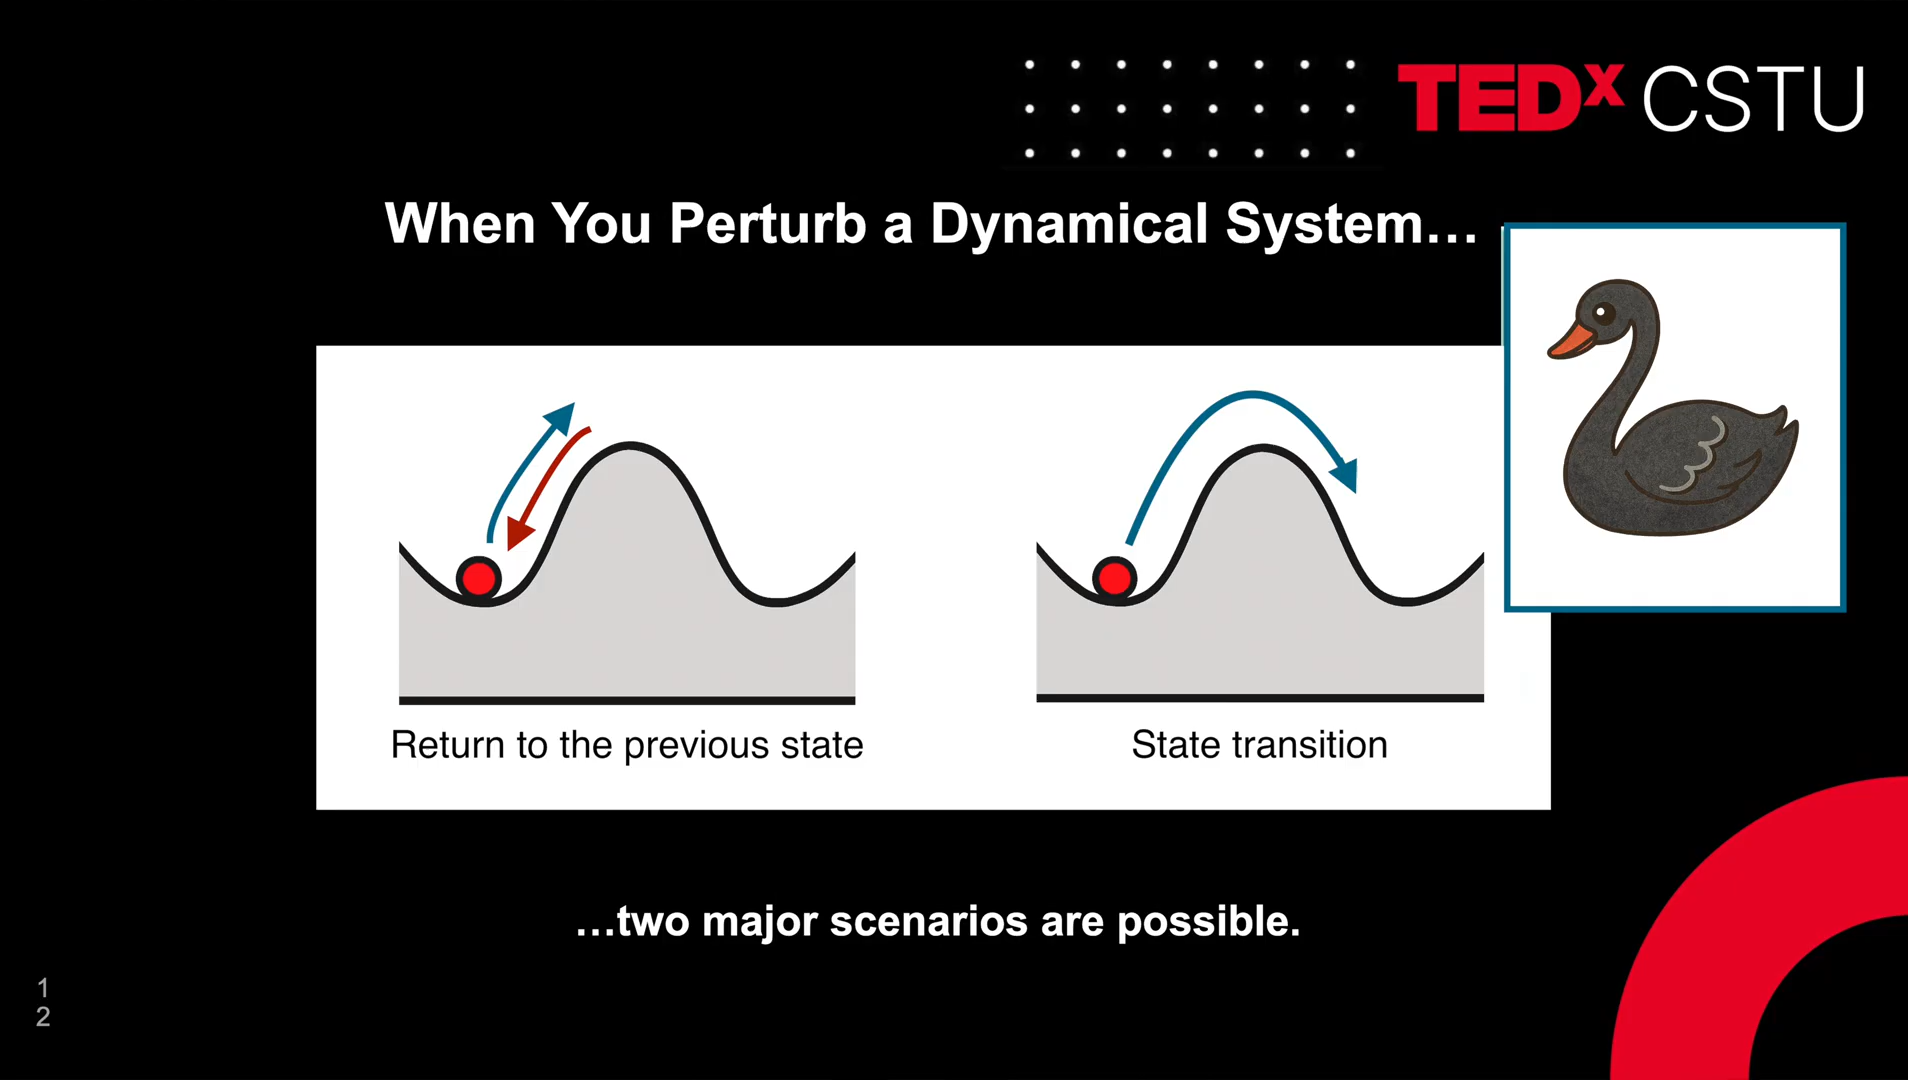 TEDx CSTU
When You Perturb a Dynamical System…
Return to the previous state
State transition
…two major scenarios are possible.
1
2